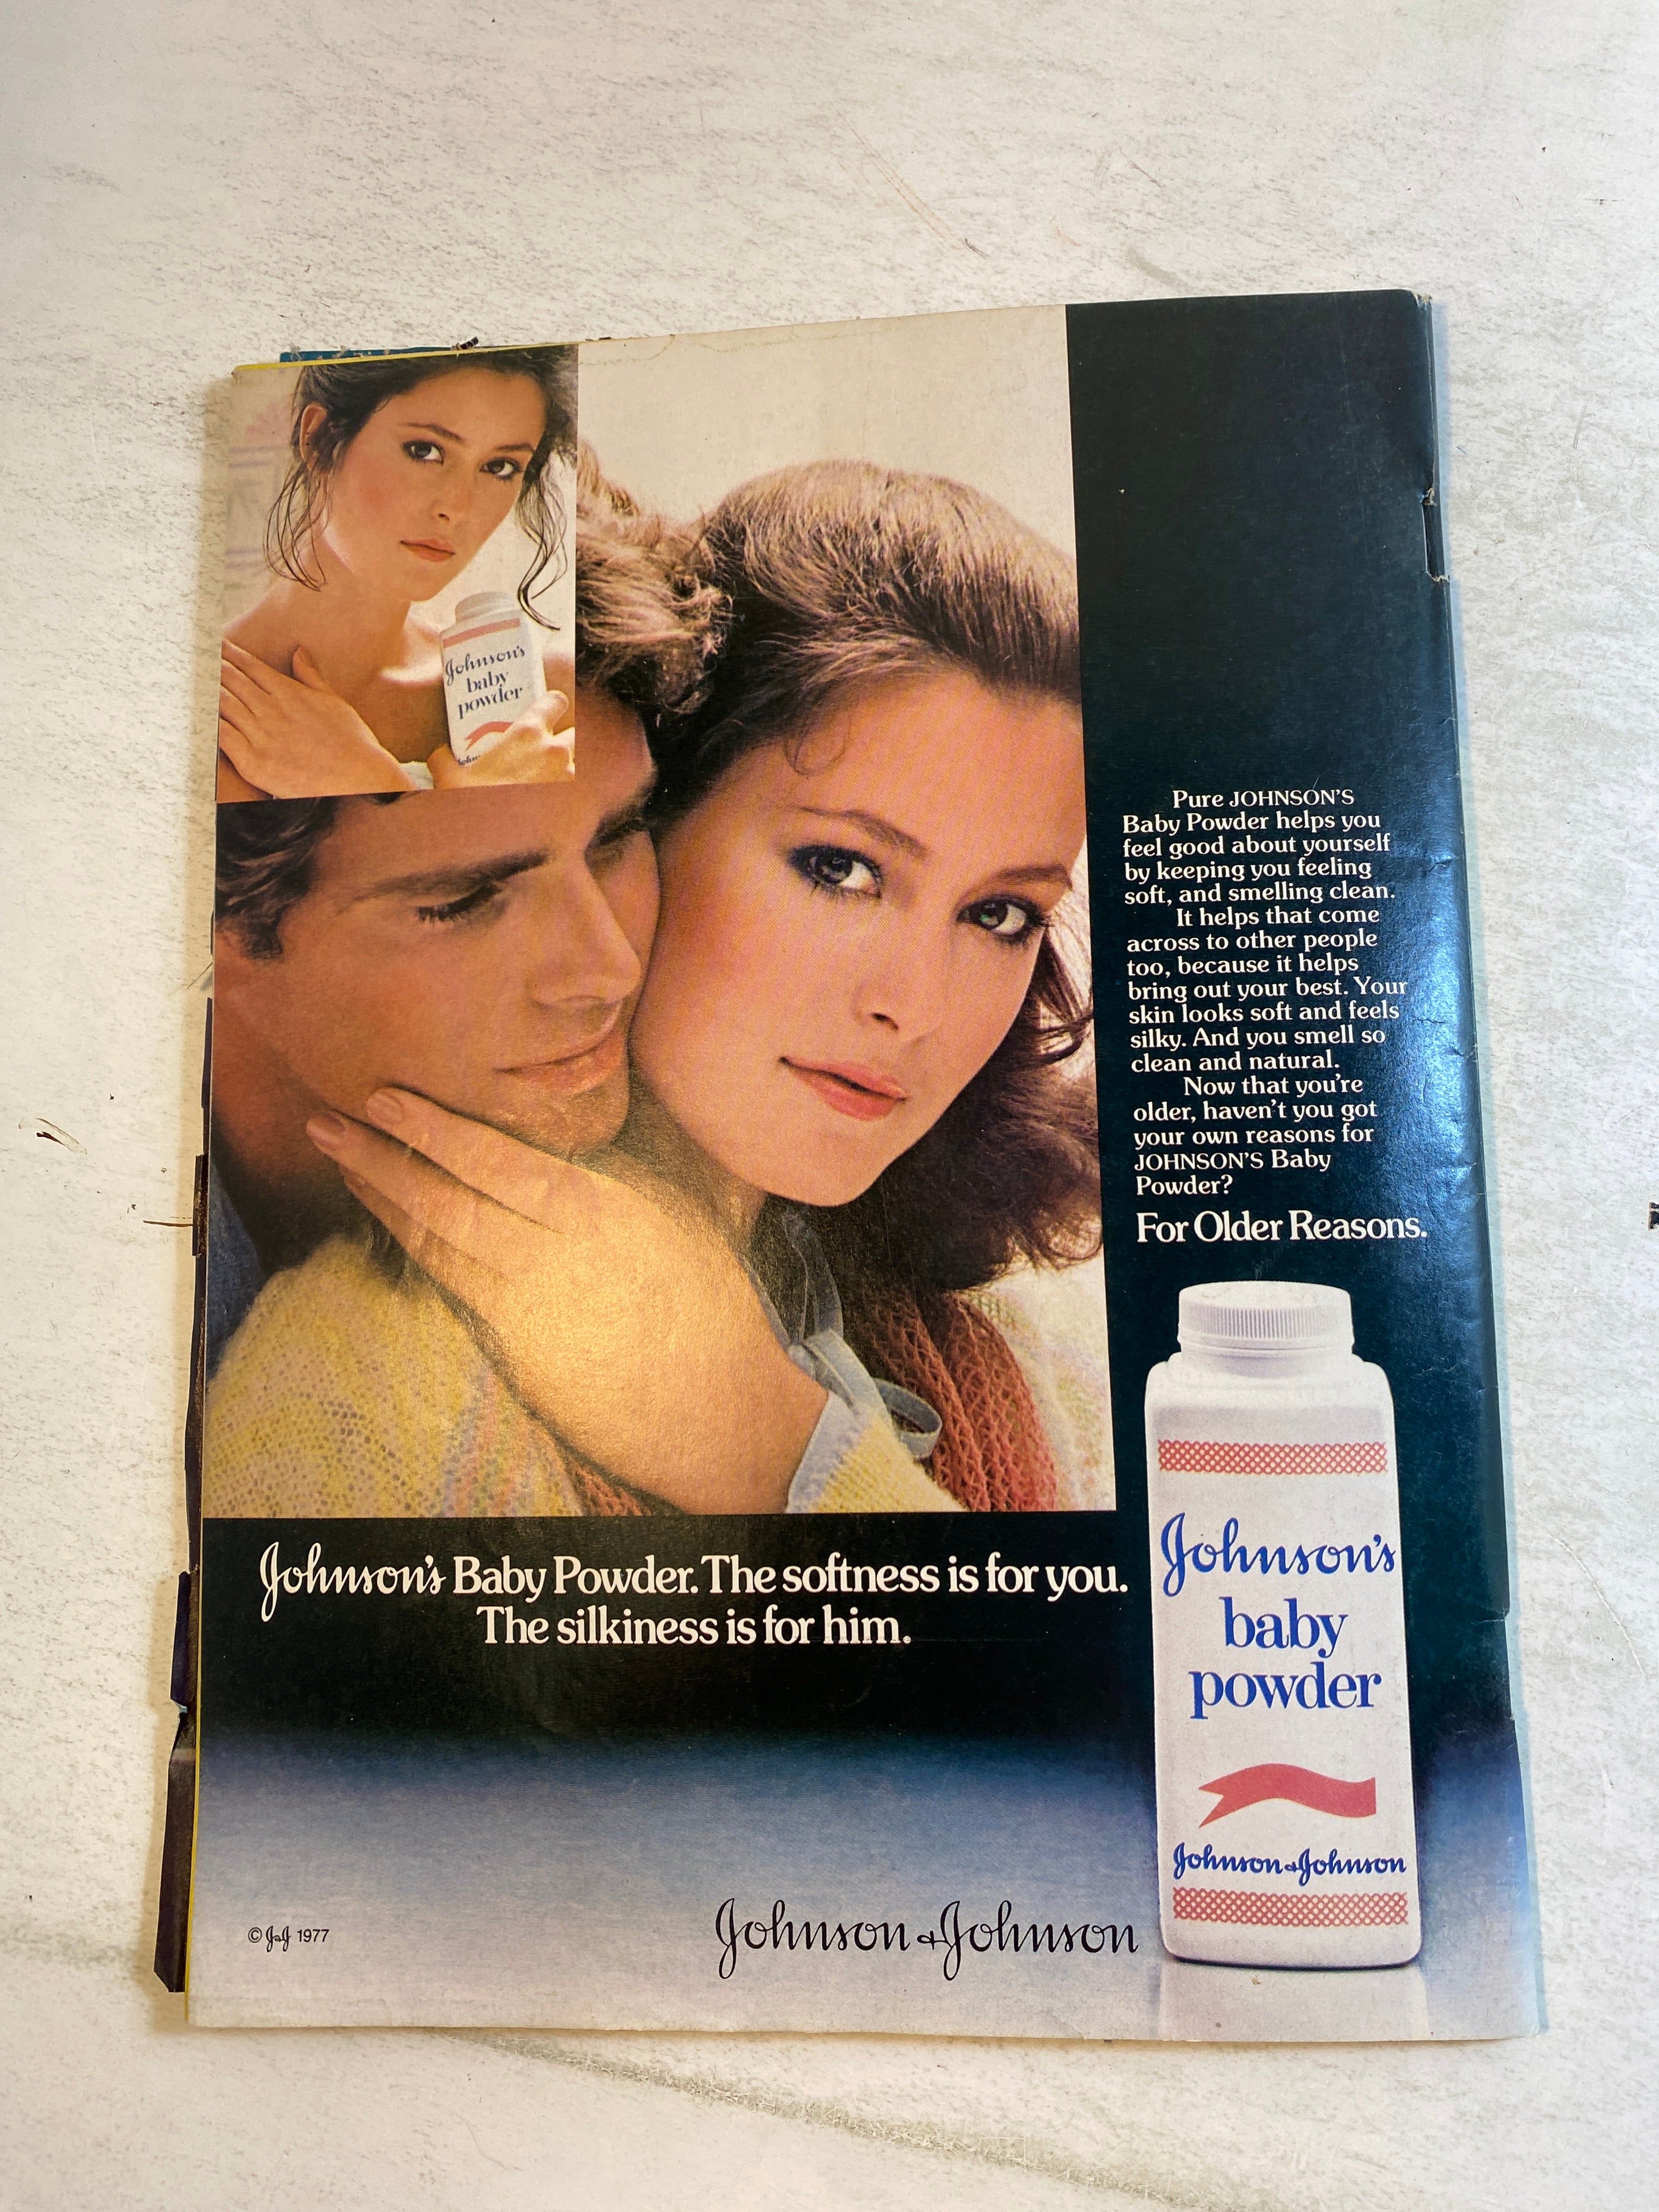 Johnson's
baby
powder
Pure JOHNSON'S
Baby Powder helps you
feel good about yourself
by keeping you feeling
soft, and smelling clean.
It helps that come
across to other people
too, because it helps
bring out your best. Your
skin looks soft and feels
silky. And you smell so
clean and natural.
Now that you're
older, haven't you got
your own reasons for
JOHNSON'S Baby
Powder?
For Older Reasons.
Johnson's Baby Powder. The softness is for you.
The silkiness is for him.
Johnson's
baby
powder
Johnson & Johnson
© J&J 1977
Johnson & Johnson